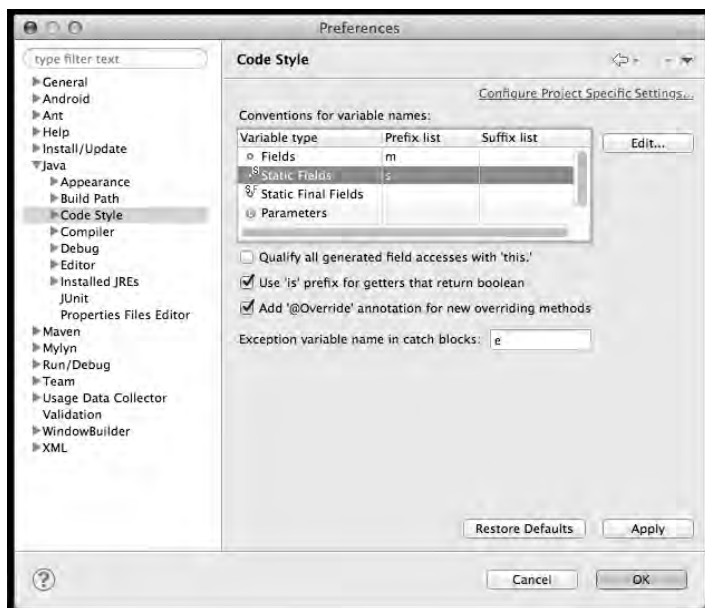 Preferences
type filter text
General
Android
Ant
Help
Install/Update
Java
Appearance
Build Path
Code Style
Compiler
Debug
Editor
Installed JREs
JUnit
Properties Files Editor
Maven
Mylyn
Run/Debug
Team
Usage Data Collector
Validation
WindowBuilder
XML
Code Style
Configure Project Specific Settings...
Conventions for variable names:
Variable type Prefix list Suffix list
Fields m
S Static Fields s
SF Static Final Fields
Parameters
Edit...
Qualify all generated field accesses with 'this.'
Use 'is' prefix for getters that return boolean
Add '@Override' annotation for new overriding methods
Exception variable name in catch blocks: e
Restore Defaults Apply
? Cancel OK